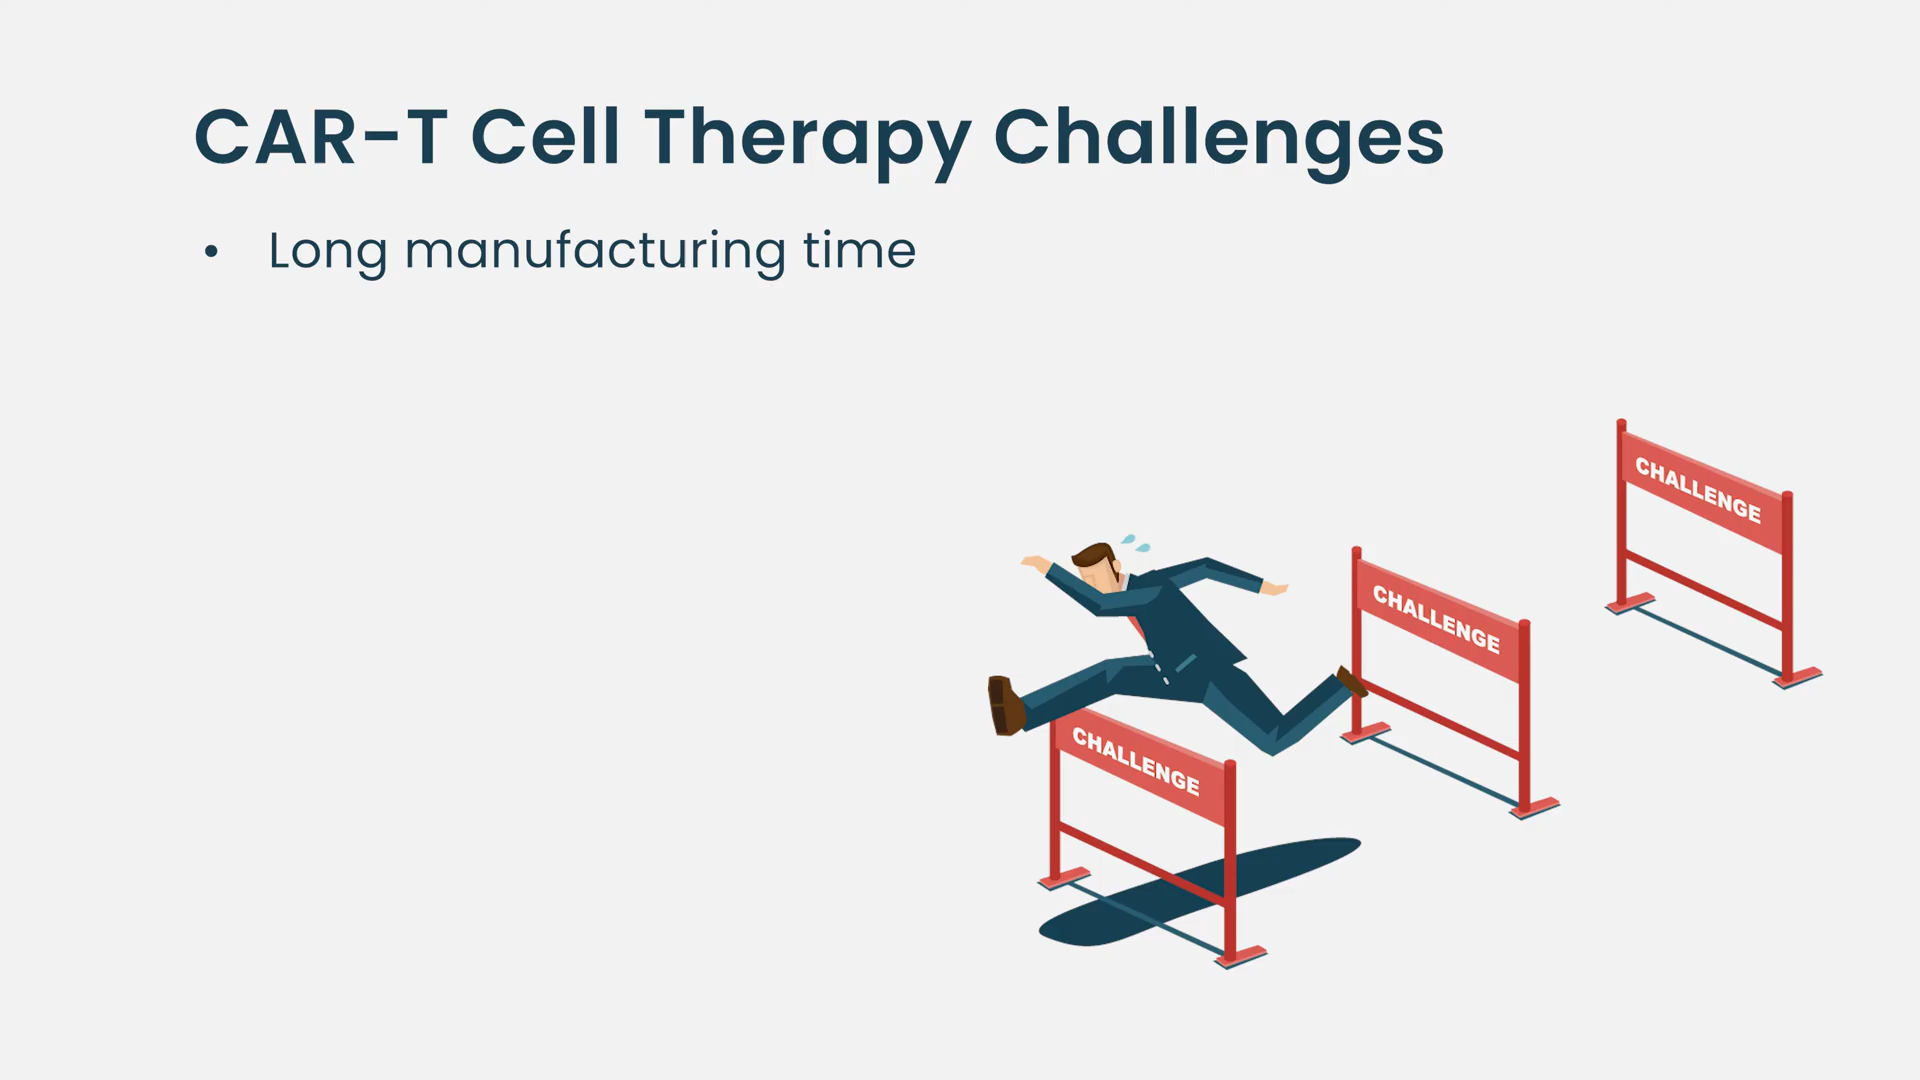 CAR-T Cell Therapy Challenges
• Long manufacturing time
CHALLENGE
CHALLENGE
CHALLENGE